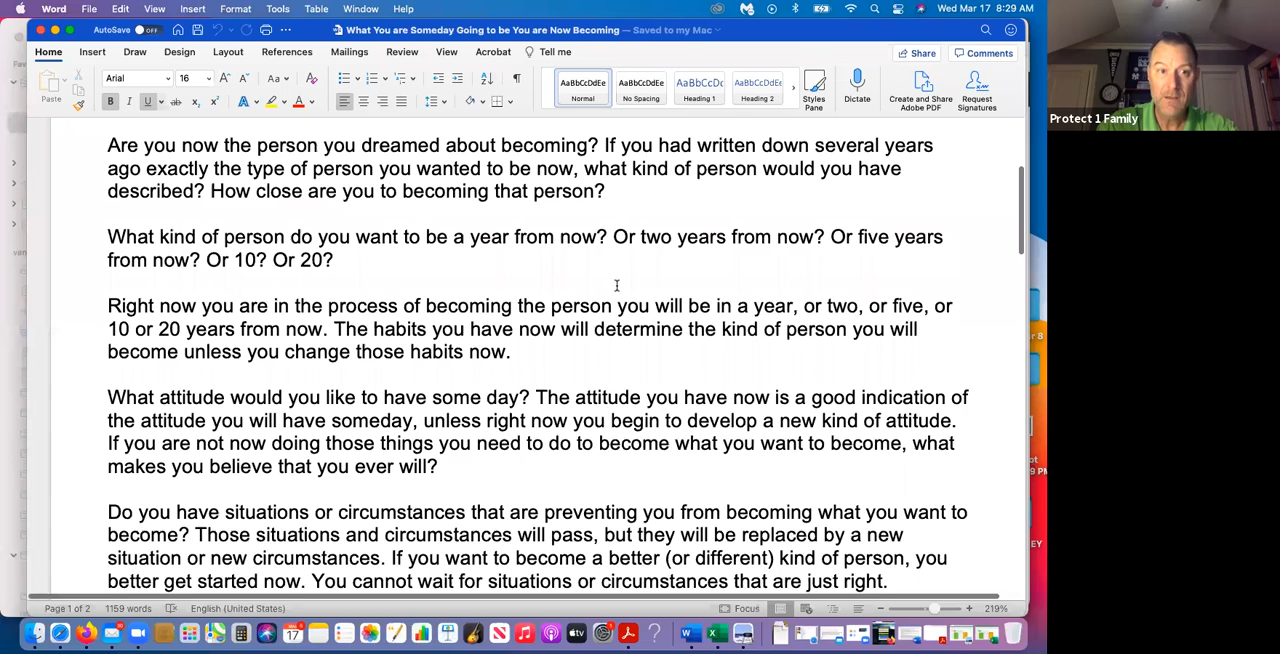 Word File Edit View Insert Format Tools Table Window Help Wed Mar 17 8:29 AM
AutoSave OFF What You are Someday Going to be You are Now Becoming — Saved to my Mac
Home Insert Draw Design Layout References Mailings Review View Acrobat Tell me Share Comments
Paste Arial 16 AaBbCcDdEe Normal AaBbCcDdEe No Spacing AaBbCcDc Heading 1 AaBbCcDdE Heading 2 Styles Pane Dictate Create and Share Adobe PDF Request Signatures
Protect 1 Family
Are you now the person you dreamed about becoming? If you had written down several years
ago exactly the type of person you wanted to be now, what kind of person would you have
described? How close are you to becoming that person?
What kind of person do you want to be a year from now? Or two years from now? Or five years
from now? Or 10? Or 20?
Right now you are in the process of becoming the person you will be in a year, or two, or five, or
10 or 20 years from now. The habits you have now will determine the kind of person you will
become unless you change those habits now.
What attitude would you like to have some day? The attitude you have now is a good indication of
the attitude you will have someday, unless right now you begin to develop a new kind of attitude.
If you are not now doing those things you need to do to become what you want to become, what
makes you believe that you ever will?
Do you have situations or circumstances that are preventing you from becoming what you want to
become? Those situations and circumstances will pass, but they will be replaced by a new
situation or new circumstances. If you want to become a better (or different) kind of person, you
better get started now. You cannot wait for situations or circumstances that are just right.
Page 1 of 2 1159 words English (United States) Focus 219%